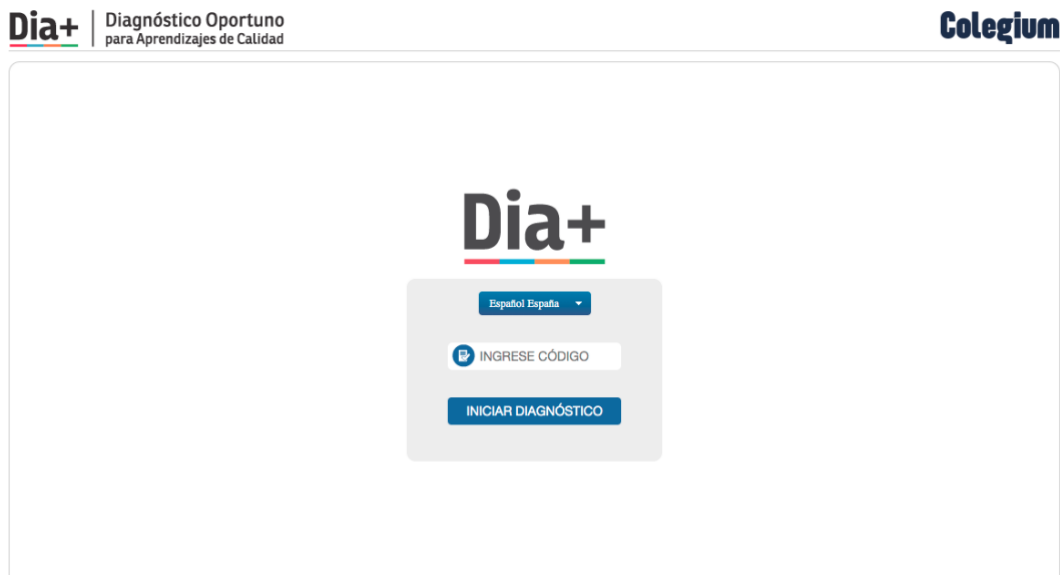 Dia+
Diagnóstico Oportuno
para Aprendizajes de Calidad
Colegium
Dia+
Español España
INGRESE CÓDIGO
INICIAR DIAGNÓSTICO